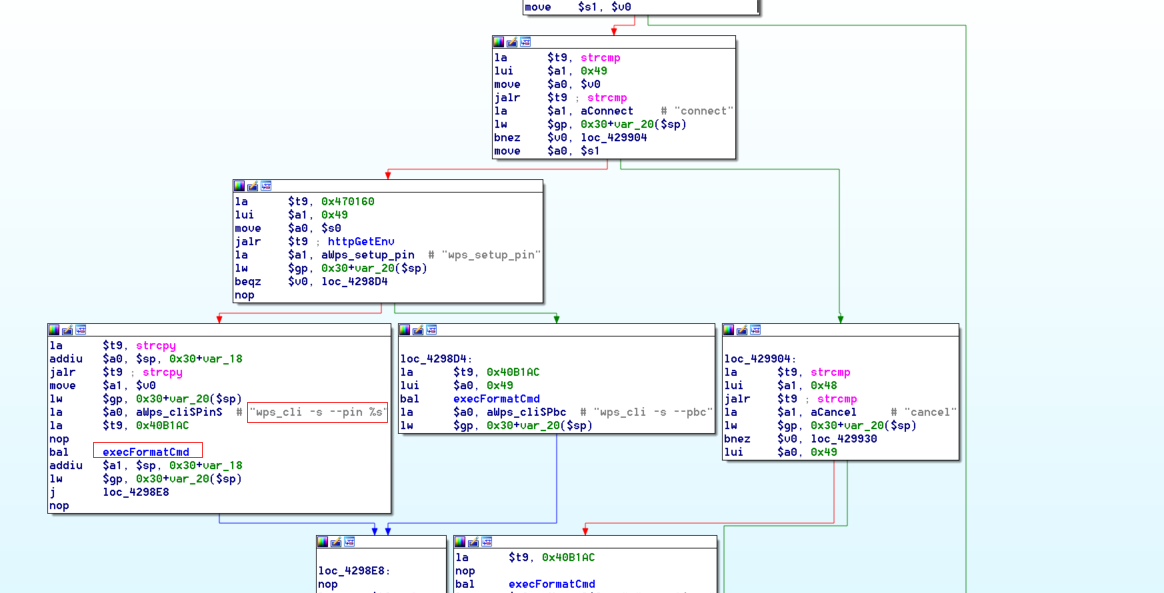 move    $s1, $v0
la      $t9, strcmp
lui     $a1, 0x49
move    $a0, $v0
jalr    $t9 ; strcmp
la      $a1, aConnect    # "connect"
lw      $gp, 0x30+var_20($sp)
bnez    $v0, loc_429904
move    $a0, $s1
la      $t9, 0x470160
lui     $a1, 0x49
move    $a0, $s0
jalr    $t9 ; httpGetEnv
la      $a1, aWps_setup_pin  # "wps_setup_pin"
lw      $gp, 0x30+var_20($sp)
beqz    $v0, loc_4298D4
nop
la      $t9, strcpy
addiu   $a0, $sp, 0x30+var_18
jalr    $t9 ; strcpy
move    $a1, $v0
lw      $gp, 0x30+var_20($sp)
la      $a0, aWps_cliSPinS  # "wps_cli -s --pin %s"
la      $t9, 0x40B1AC
nop
bal     execFormatCmd
addiu   $a1, $sp, 0x30+var_18
lw      $gp, 0x30+var_20($sp)
j       loc_4298E8
nop
loc_4298D4:
la      $t9, 0x40B1AC
lui     $a0, 0x49
bal     execFormatCmd
la      $a0, aWps_cliSPbc  # "wps_cli -s --pbc"
lw      $gp, 0x30+var_20($sp)
loc_429904:
la      $t9, strcmp
lui     $a1, 0x48
jalr    $t9 ; strcmp
la      $a1, aCancel     # "cancel"
lw      $gp, 0x30+var_20($sp)
bnez    $v0, loc_429930
lui     $a0, 0x49
loc_4298E8:
nop
la      $t9, 0x40B1AC
nop
bal     execFormatCmd